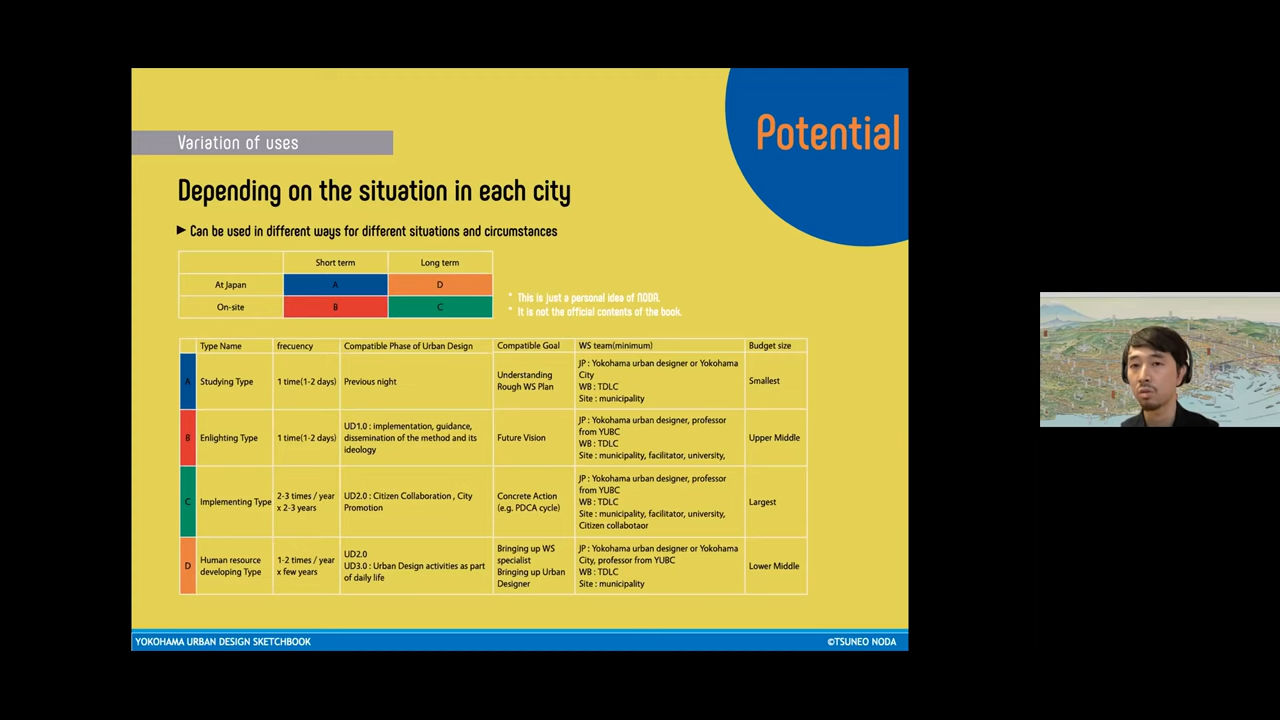 Potential
Variation of uses
Depending on the situation in each city
▶ Can be used in different ways for different situations and circumstances
Short term Long term
At Japan A D
On-site B C
* This is just a personal idea of NODA.
* It is not the official contents of the book.
Type Name frecuency Compatible Phase of Urban Design Compatible Goal WS team(minimum) Budget size
A Studying Type 1 time(1-2 days) Previous night
Understanding
Rough WS Plan
JP : Yokohama urban designer or Yokohama
City
WB : TDLC
Site : municipality
Smallest
B Enlighting Type 1 time(1-2 days)
UD1.0 : implementation, guidance,
dissemination of the method and its
ideology
Future Vision
JP : Yokohama urban designer, professor
from YUBC
WB : TDLC
Site : municipality, facilitator, university,
Upper Middle
C Implementing Type
2-3 times / year
x 2-3 years
UD2.0 : Citizen Collaboration , City
Promotion
Concrete Action
(e.g. PDCA cycle)
JP : Yokohama urban designer, professor
from YUBC
WB : TDLC
Site : municipality, facilitator, university,
Citizen collabotaor
Largest
D
Human resource
developing Type
1-2 times / year
x few years
UD2.0
UD3.0 : Urban Design activities as part
of daily life
Bringing up WS
specialist
Bringing up Urban
Designer
JP : Yokohama urban designer or Yokohama
City, professor from YUBC
WB : TDLC
Site : municipality
Lower Middle
YOKOHAMA URBAN DESIGN SKETCHBOOK
©TSUNEO NODA